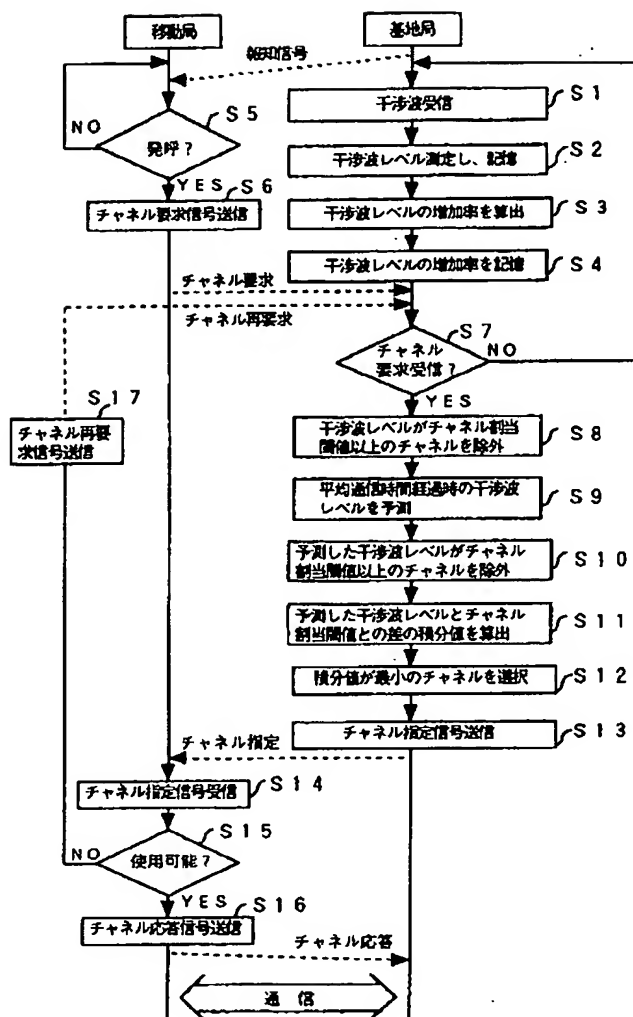 移動局
基地局
報知信号
S1
干渉波受信
S5
NO
発呼?
S2
干渉波レベル測定し、記憶
YES
S6
チャネル要求信号送信
S3
干渉波レベルの増加率を算出
S4
干渉波レベルの増加率を記憶
チャネル要求
チャネル再要求
S7
チャネル
要求受信?
NO
YES
S17
チャネル再要
求信号送信
干渉波レベルがチャネル割当
閾値以上のチャネルを除外
S8
平均通信時間経過時の干渉波
レベルを予測
S9
予測した干渉波レベルがチャネル
割当閾値以上のチャネルを除外
S10
予測した干渉波レベルとチャネル
割当閾値との差の積分値を算出
S11
積分値が最小のチャネルを選択
S12
チャネル指定信号送信
S13
チャネル指定
チャネル指定信号受信
S14
S15
NO
使用可能?
YES
S16
チャネル応答信号送信
チャネル応答
通信